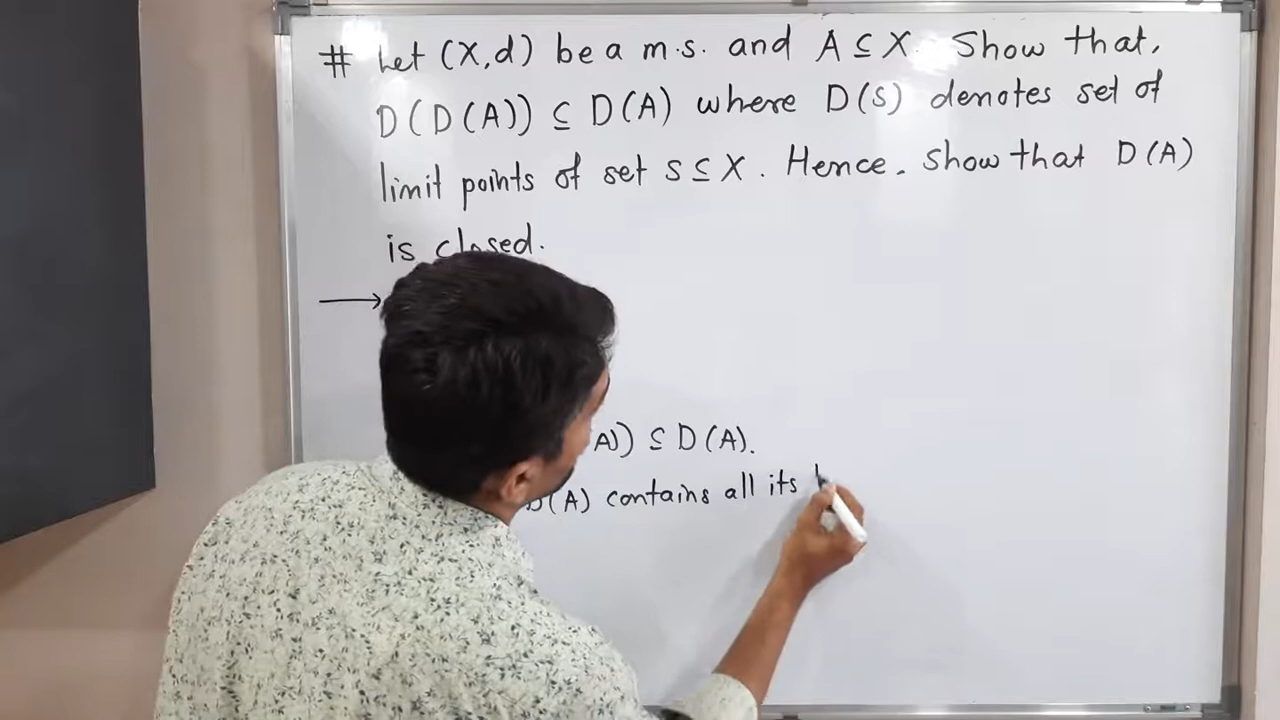 # Let (X,d) be a m.s. and A ⊆ X. Show that,
D(D(A)) ⊆ D(A) where D(S) denotes set of
limit points of set S ⊆ X. Hence, show that D(A)
is closed.
→
A)) ⊆ D(A).
D(A) contains all its